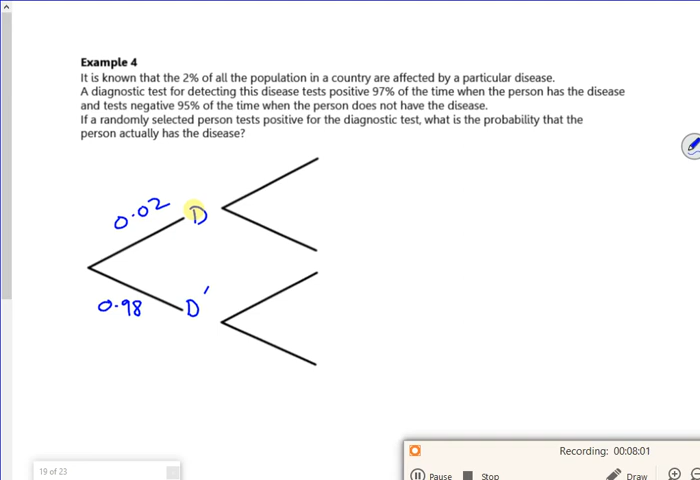 Example 4
It is known that the 2% of all the population in a country are affected by a particular disease.
A diagnostic test for detecting this disease tests positive 97% of the time when the person has the disease
and tests negative 95% of the time when the person does not have the disease.
If a randomly selected person tests positive for the diagnostic test, what is the probability that the
person actually has the disease?
0.02
D
0.98
D'
Recording: 00:08:01
19 of 23
Pause
Stop
Draw